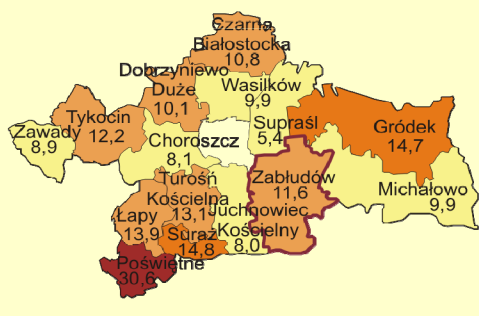 Czarna
Białostocka
10,8
Dobrzyniewo
Duże
10,1
Wasilków
9,9
Tykocin
12,2
Zawady
8,9
Choroszcz
8,1
Supraśl
5,4
Gródek
14,7
Zabłudów
11,6
Michałowo
9,9
Turośń
Kościelna
13,1
Juchnowiec
Kościelny
8,0
Łapy
13,9
Suraż
14,8
Poświętne
30,6